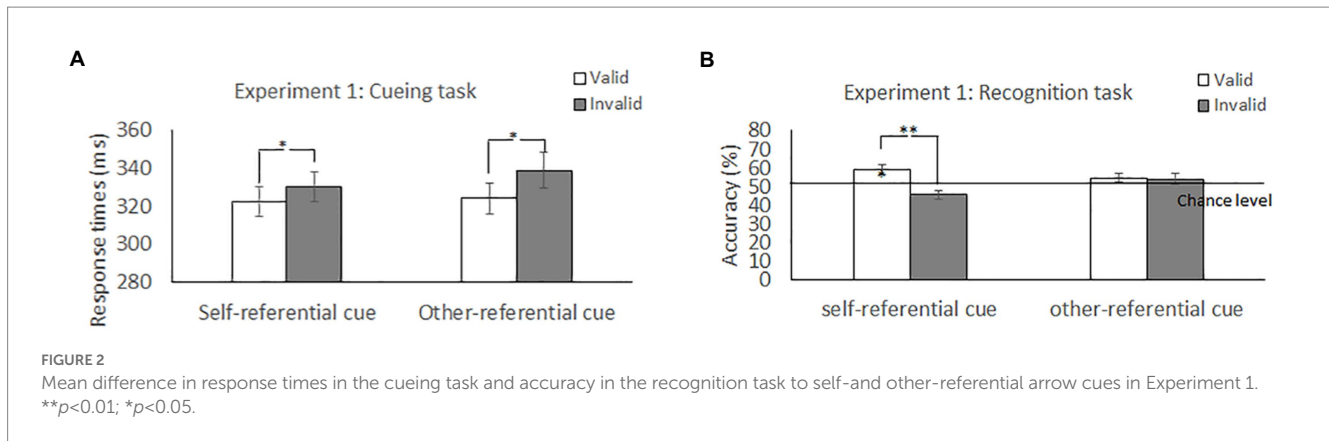 A
Experiment 1: Cueing task
Valid
Invalid
Response times (ms)
360
340
320
300
280
*
*
Self-referential cue
Other-referential cue
B
Experiment 1: Recognition task
Valid
Invalid
Accuracy (%)
80
70
60
50
40
30
20
10
0
**
*
Chance level
self-referential cue
other-referential cue
FIGURE 2
Mean difference in response times in the cueing task and accuracy in the recognition task to self-and other-referential arrow cues in Experiment 1.
**p<0.01; *p<0.05.